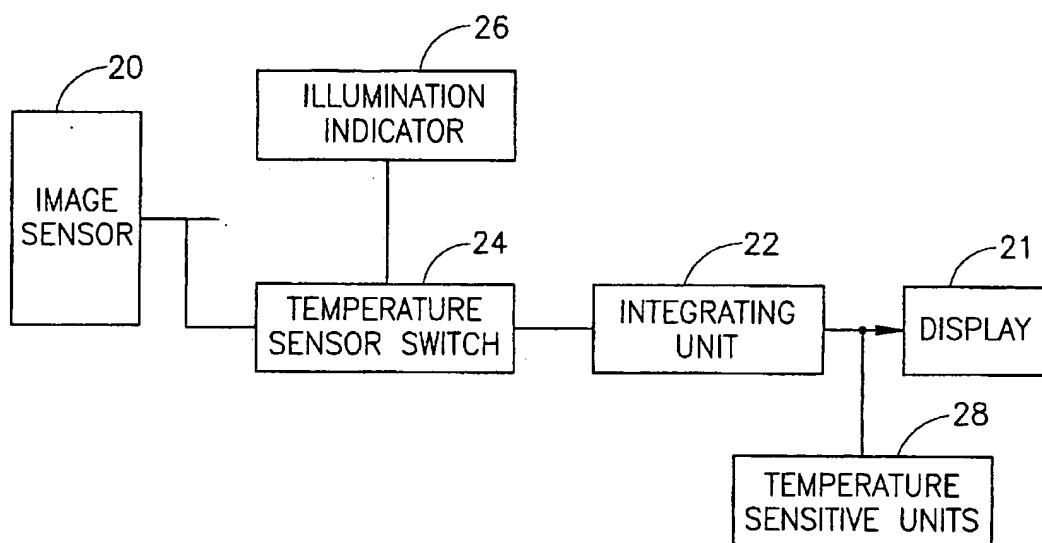 20
26
ILLUMINATION
INDICATOR
IMAGE
SENSOR
24
TEMPERATURE
SENSOR SWITCH
22
INTEGRATING
UNIT
21
DISPLAY
28
TEMPERATURE
SENSITIVE UNITS